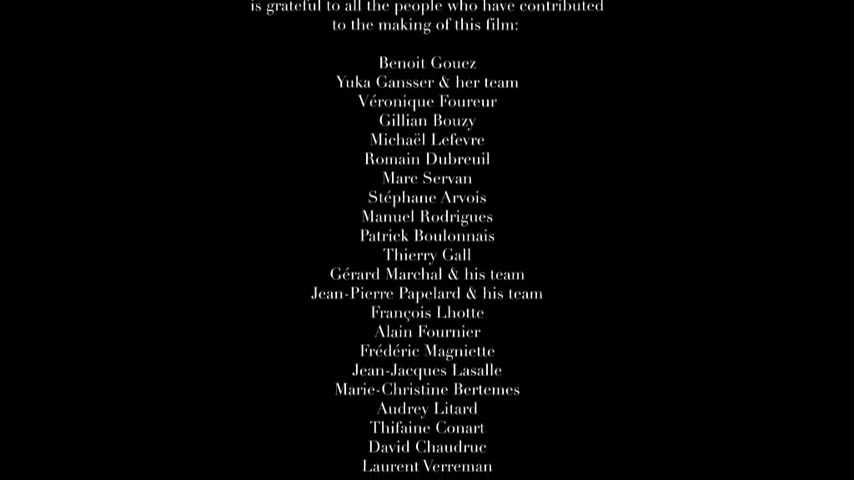 is grateful to all the people who have contributed
to the making of this film:
Benoit Gouez
Yuka Gansser & her team
Véronique Foureur
Gillian Bouzy
Michaël Lefevre
Romain Dubreuil
Marc Servan
Stéphane Arvois
Manuel Rodrigues
Patrick Boulonnais
Thierry Gall
Gérard Marchal & his team
Jean-Pierre Papelard & his team
François Lhotte
Alain Fournier
Frédéric Magniette
Jean-Jacques Lasalle
Marie-Christine Bertemes
Audrey Litard
Thifaine Conart
David Chaudruc
Laurent Verreman